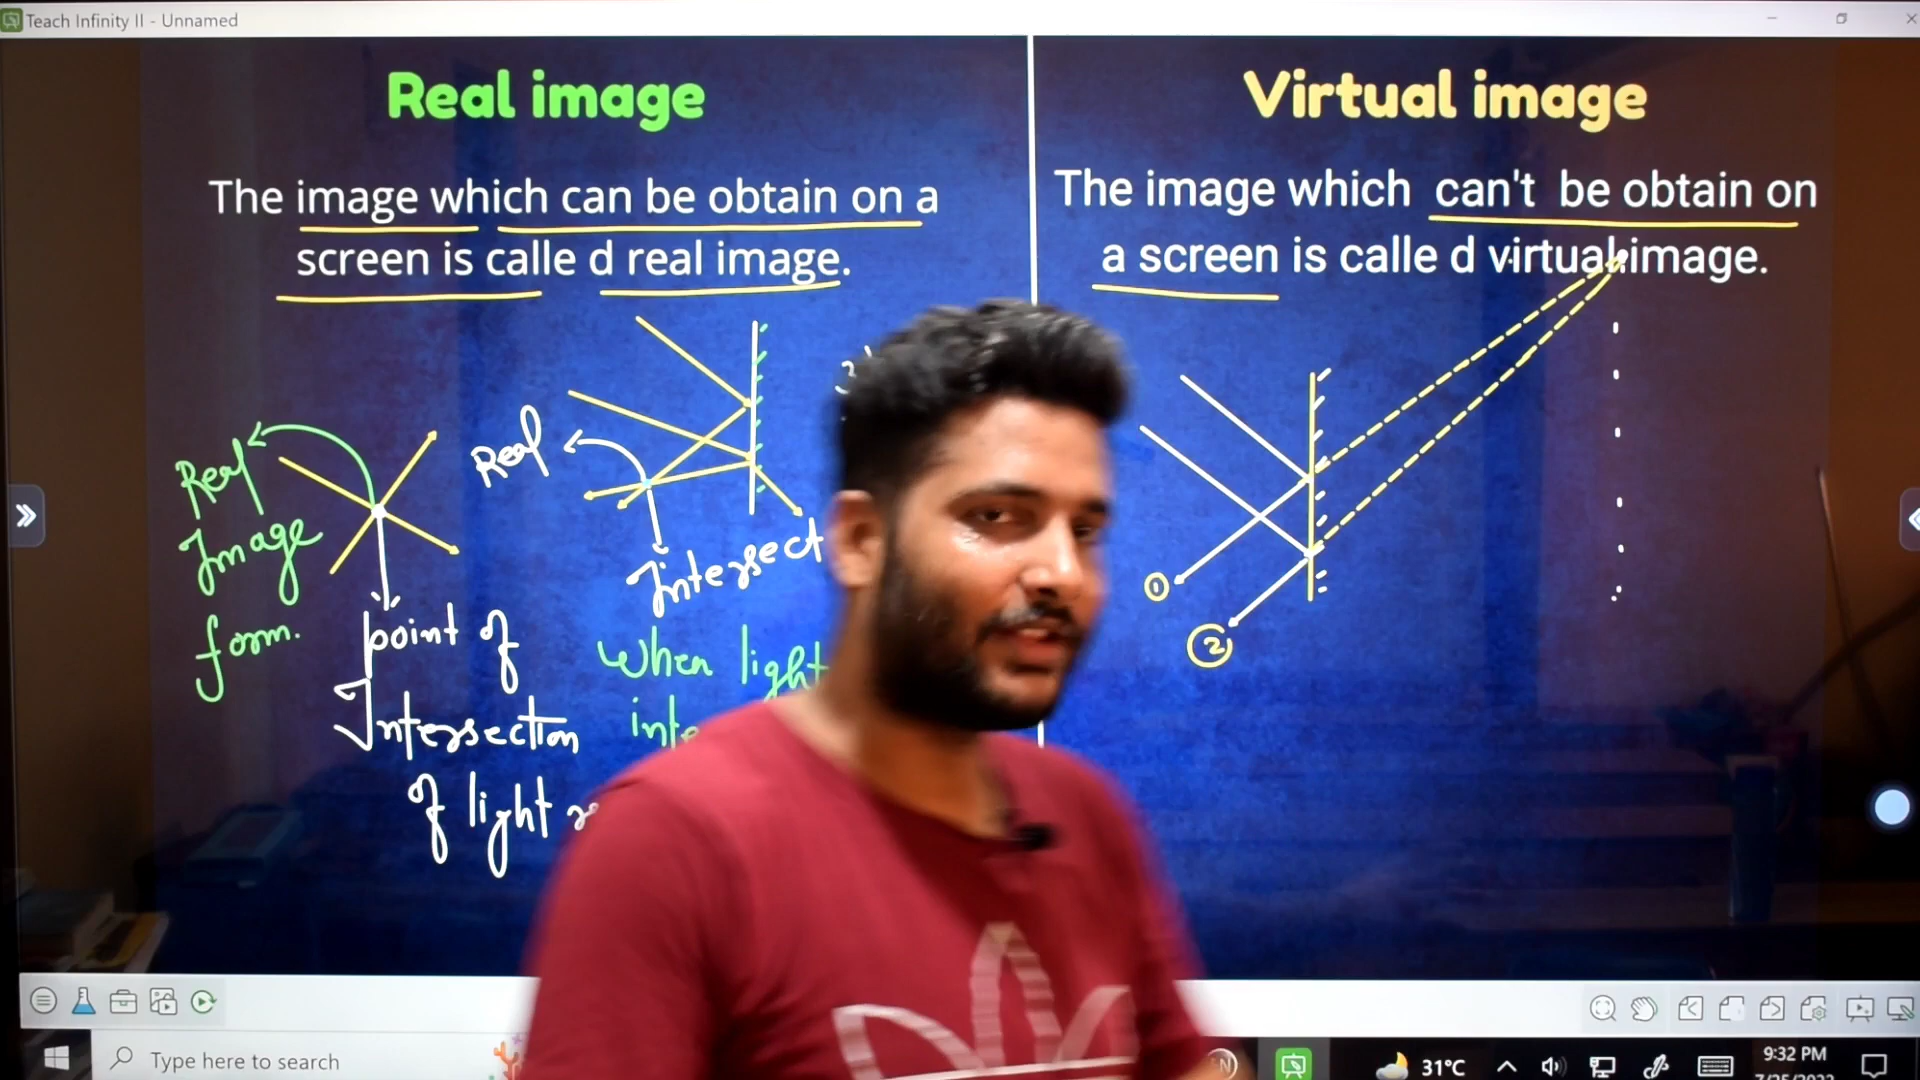 Teach Infinity II - Unnamed
Real image
The image which can be obtain on a
screen is calle d real image.
Real
Image
form.
point of
Intersection
of light
Real
Intersect
When light
Virtual image
The image which can't be obtain on
a screen is calle d virtual image.
1
2
Type here to search
31°C
9:32 PM